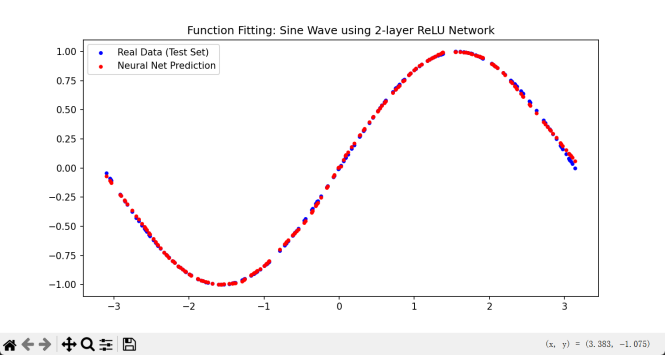 Function Fitting: Sine Wave using 2-layer ReLU Network
Real Data (Test Set)
Neural Net Prediction
1.00
0.75
0.50
0.25
0.00
−0.25
−0.50
−0.75
−1.00
−3 −2 −1 0 1 2 3
(x, y) = (3.383, −1.075)